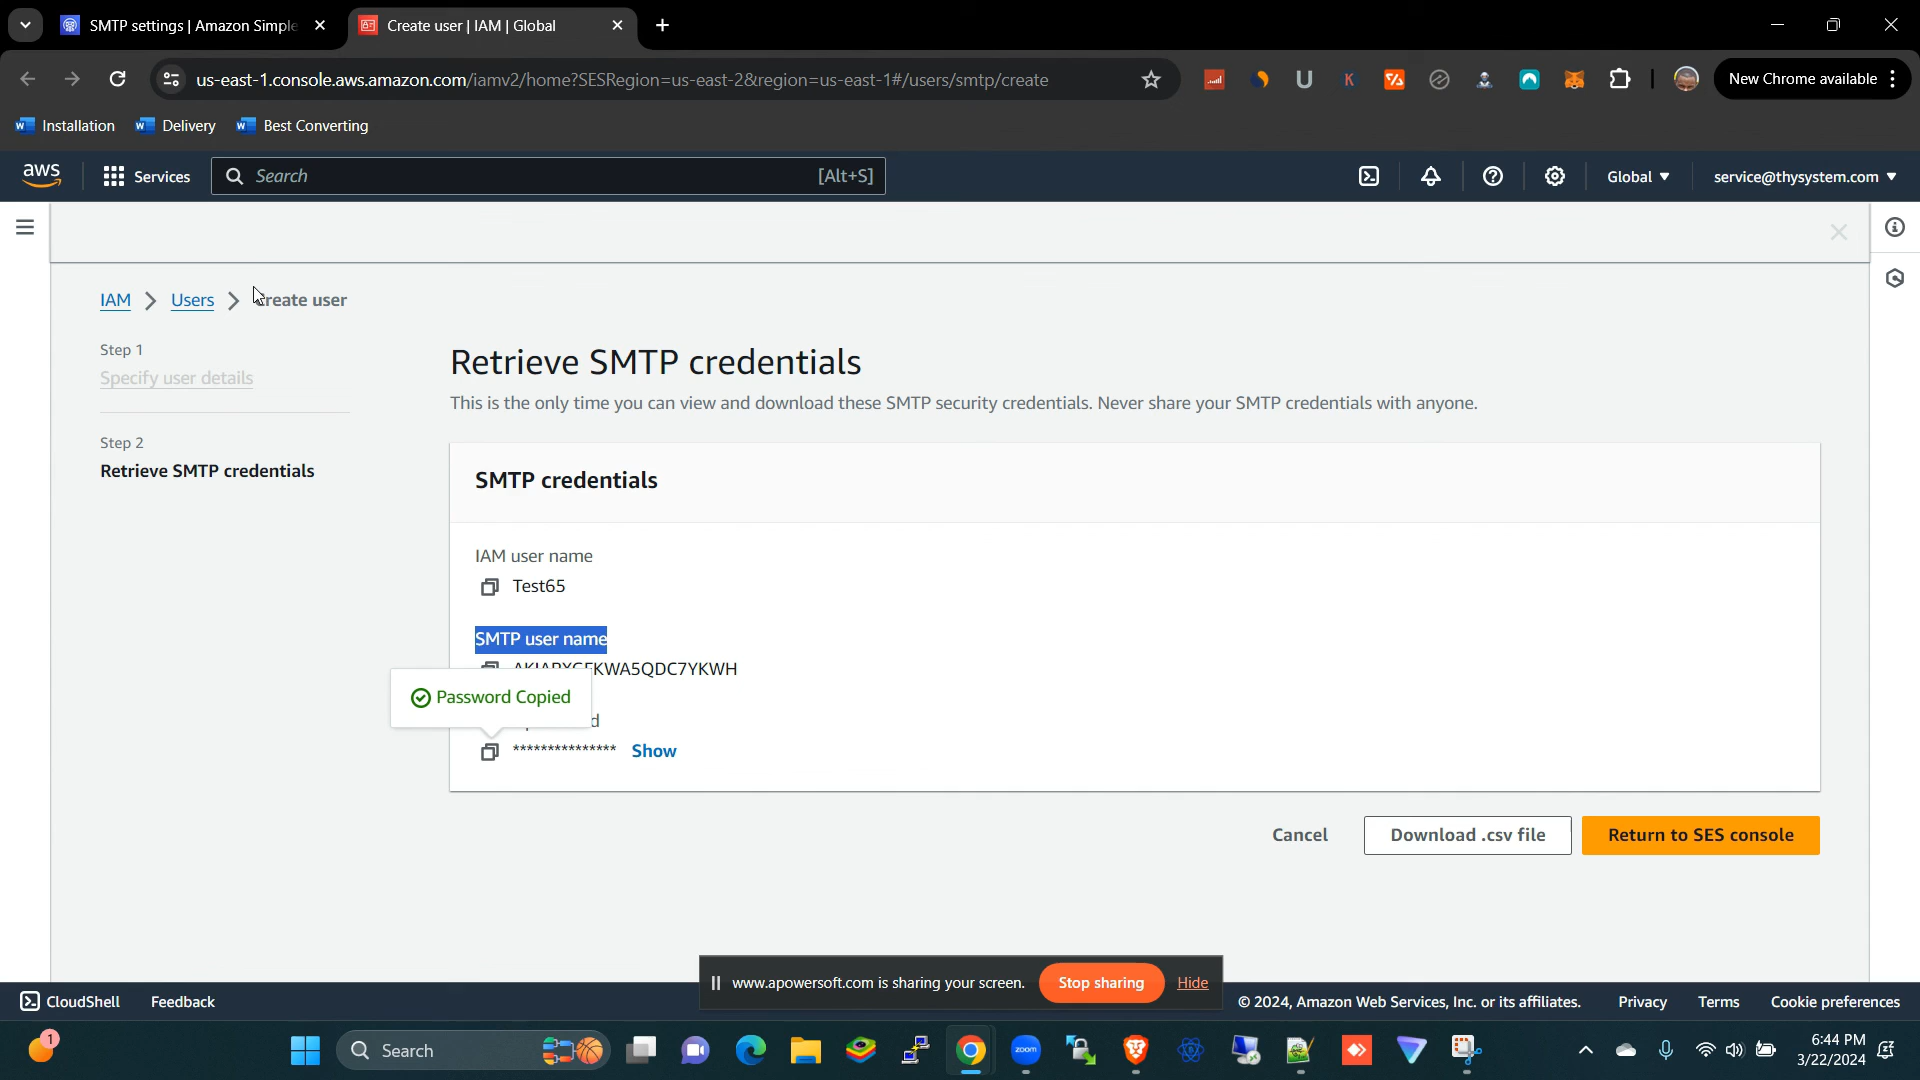 SMTP settings | Amazon Simple
Create user | IAM | Global
us-east-1.console.aws.amazon.com/iamv2/home?SESRegion=us-east-2&region=us-east-1#/users/smtp/create
New Chrome available
Installation
Delivery
Best Converting
aws
Services
Search
[Alt+S]
Global
service@thysystem.com
IAM
Users
Create user
Step 1
Specify user details
Step 2
Retrieve SMTP credentials
Retrieve SMTP credentials
This is the only time you can view and download these SMTP security credentials. Never share your SMTP credentials with anyone.
SMTP credentials
IAM user name
Test65
SMTP user name
KWA5QDC7YKWH
Password Copied
d
*************** Show
Cancel
Download .csv file
Return to SES console
www.apowersoft.com is sharing your screen.
Stop sharing
Hide
CloudShell
Feedback
© 2024, Amazon Web Services, Inc. or its affiliates.
Privacy
Terms
Cookie preferences
1
Search
zoom
6:44 PM
3/22/2024